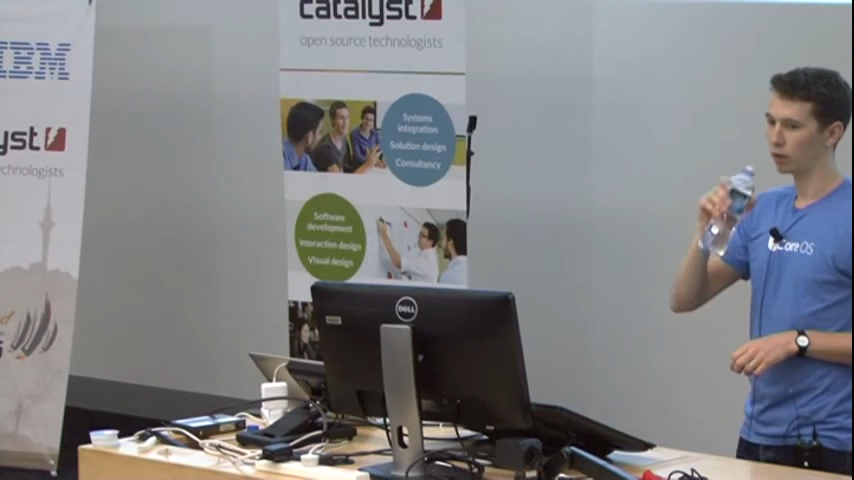 IBM
yst
chnologists
catalyst
open source technologists
Systems
integration
Solution design
Consultancy
Software
development
Interaction design
Visual design
DELL
CoreOS